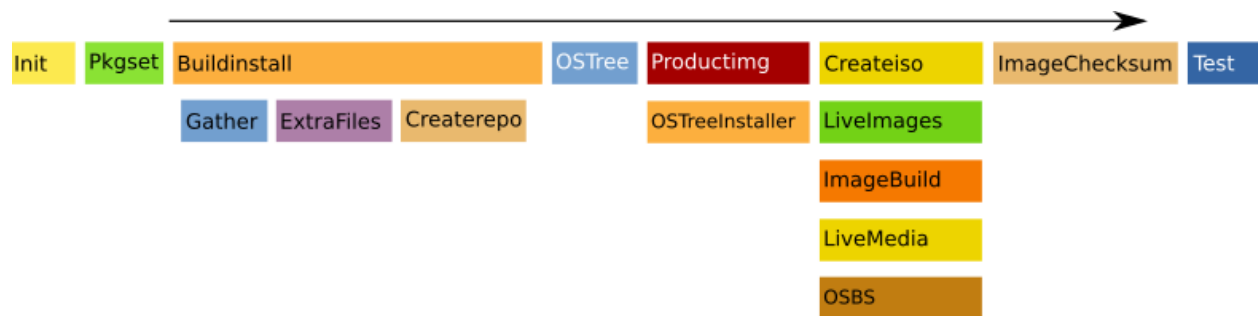 Init Pkgset Buildinstall OSTree Productimg Createiso ImageChecksum Test
Gather ExtraFiles Createrepo OSTreeInstaller LiveImages
ImageBuild
LiveMedia
OSBS